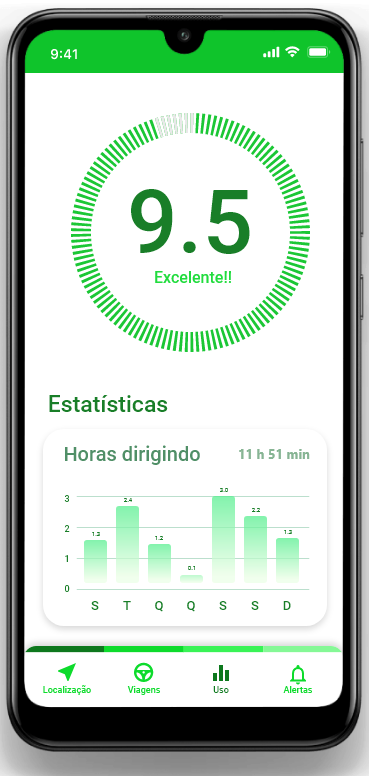 9:41
9.5
Excelente!!
Estatísticas
Horas dirigindo 11 h 51 min
3
2
1
0
1.3 2.4 1.2 0.1 3.0 2.2 1.3
S T Q Q S S D
Localização Viagens Uso Alertas